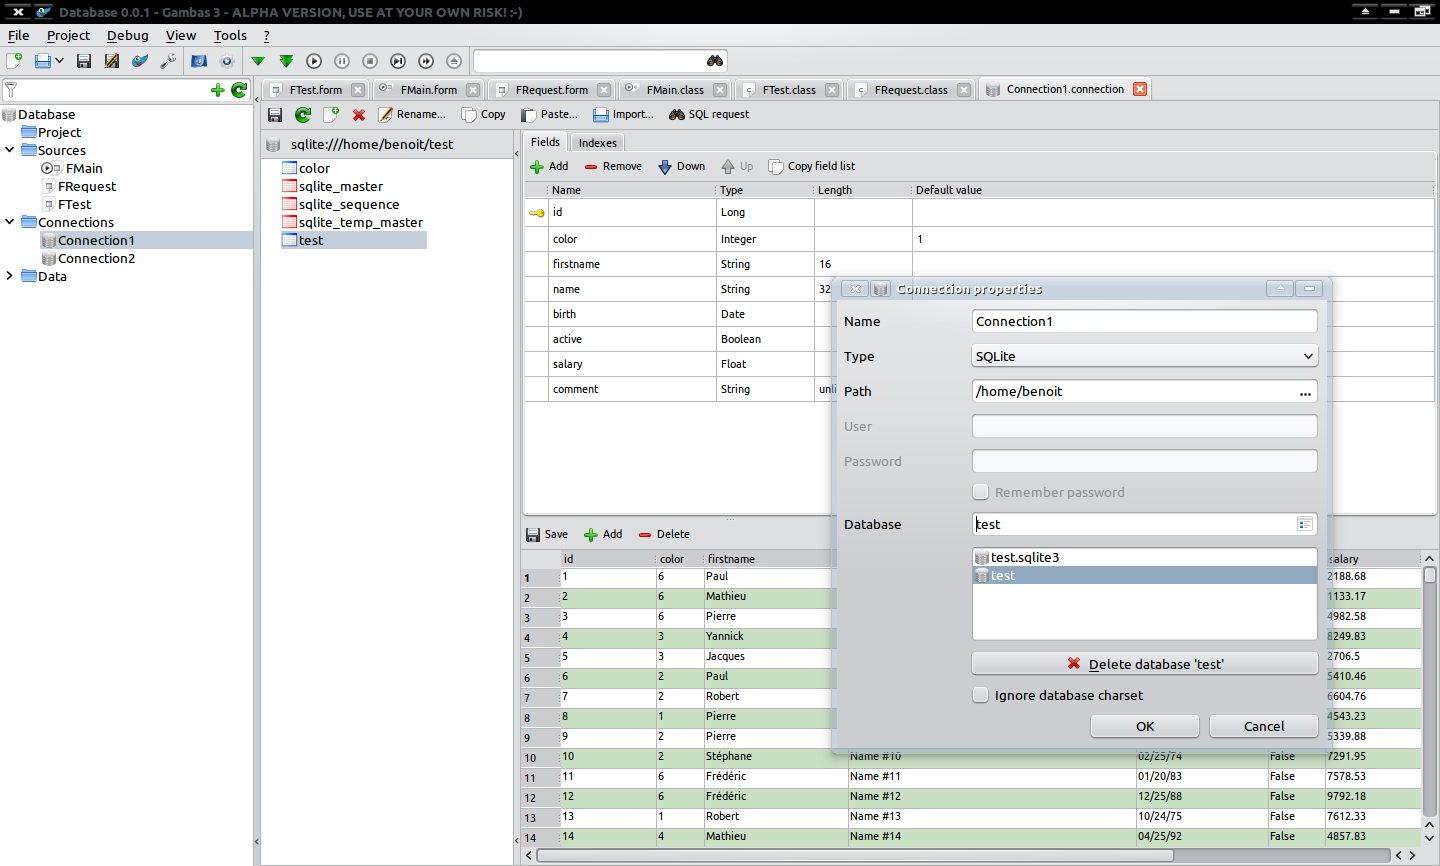 Database 0.0.1 - Gambas 3 - ALPHA VERSION, USE AT YOUR OWN RISK! :-)
File Project Debug View Tools ?
FTest.form FMain.form FRequest.form FMain.class FTest.class FRequest.class Connection1.connection
Rename... Copy Paste... Import... SQL request
Database
Project
Sources
FMain
FRequest
FTest
Connections
Connection1
Connection2
Data
sqlite:///home/benoit/test
color
sqlite_master
sqlite_sequence
sqlite_temp_master
test
Fields Indexes
Add Remove Down Up Copy field list
Name Type Length Default value
id Long
color Integer 1
firstname String 16
name String 32
birth Date
active Boolean
salary Float
comment String unli
Connection properties
Name Connection1
Type SQLite
Path /home/benoit ...
User
Password
Remember password
Database test
test.sqlite3
test
Delete database 'test'
Ignore database charset
OK Cancel
Save Add Delete
id color firstname salary
1 1 6 Paul 2188.68
2 2 6 Mathieu 1133.17
3 3 6 Pierre 4982.58
4 4 3 Yannick 8249.83
5 5 3 Jacques 2706.5
6 6 2 Paul 5410.46
7 7 2 Robert 6604.76
8 8 1 Pierre 4543.23
9 9 2 Pierre 5339.88
10 10 2 Stéphane Name #10 02/25/74 False 7291.95
11 11 6 Frédéric Name #11 01/20/83 False 7578.53
12 12 6 Frédéric Name #12 12/25/88 False 9792.18
13 13 1 Robert Name #13 10/24/75 False 7612.33
14 14 4 Mathieu Name #14 04/25/92 False 4857.83